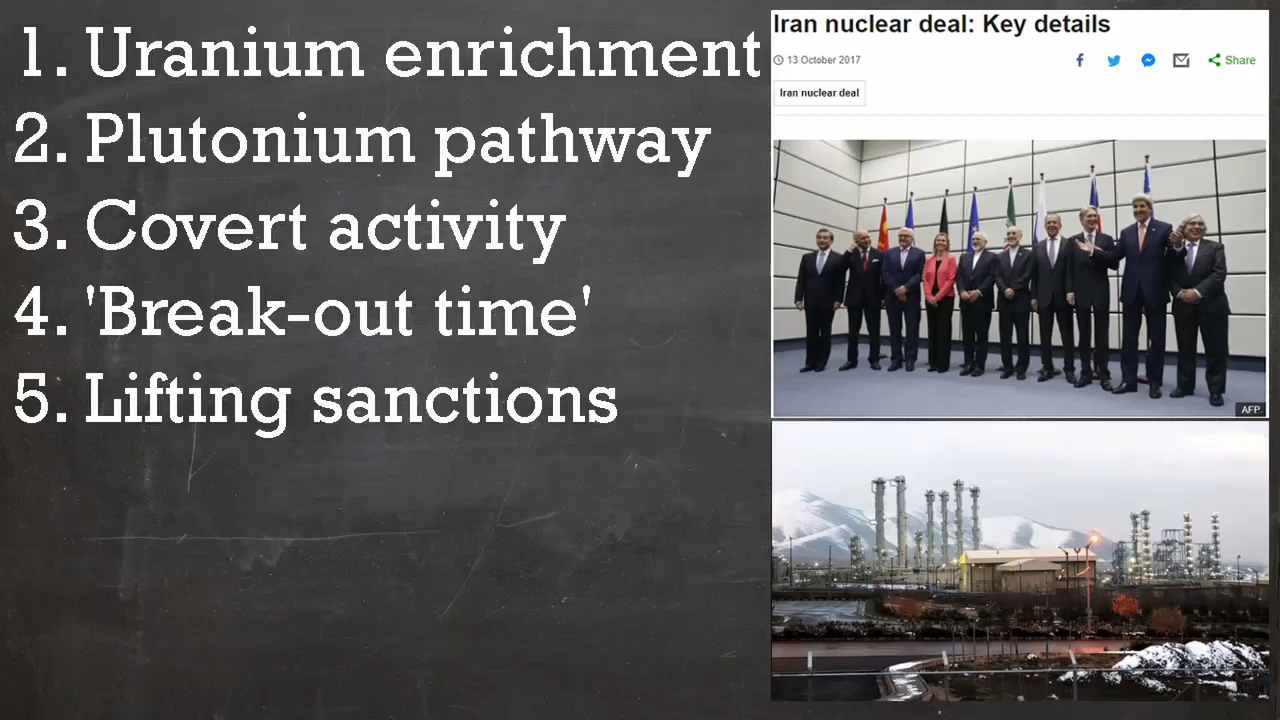 1. Uranium enrichment
2. Plutonium pathway
3. Covert activity
4. 'Break-out time'
5. Lifting sanctions
Iran nuclear deal: Key details
13 October 2017
Share
Iran nuclear deal
AFP